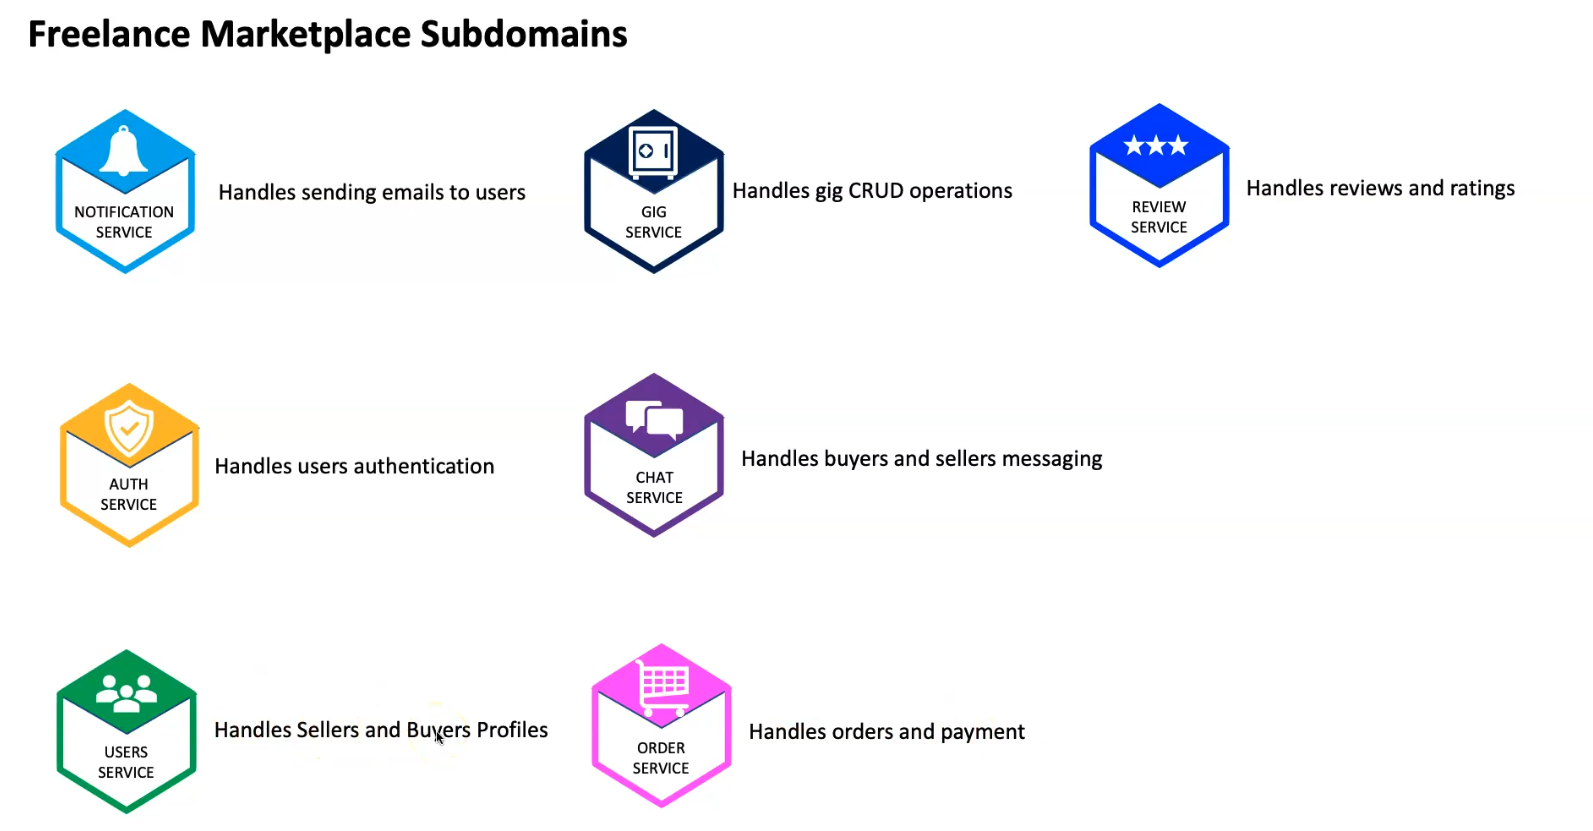 Freelance Marketplace Subdomains
NOTIFICATION
SERVICE
Handles sending emails to users
GIG
SERVICE
Handles gig CRUD operations
REVIEW
SERVICE
Handles reviews and ratings
AUTH
SERVICE
Handles users authentication
CHAT
SERVICE
Handles buyers and sellers messaging
USERS
SERVICE
Handles Sellers and Buyers Profiles
ORDER
SERVICE
Handles orders and payment